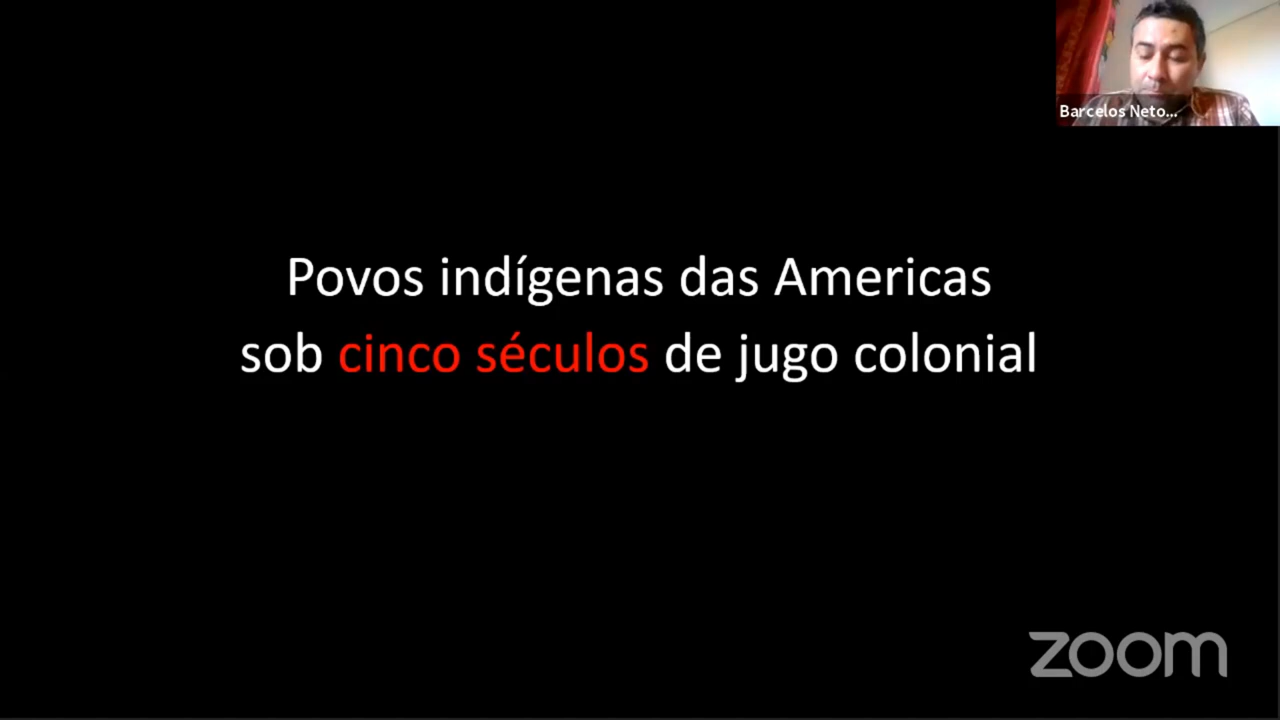 Barcelos Neto...
Povos indígenas das Americas
sob cinco séculos de jugo colonial
zoom